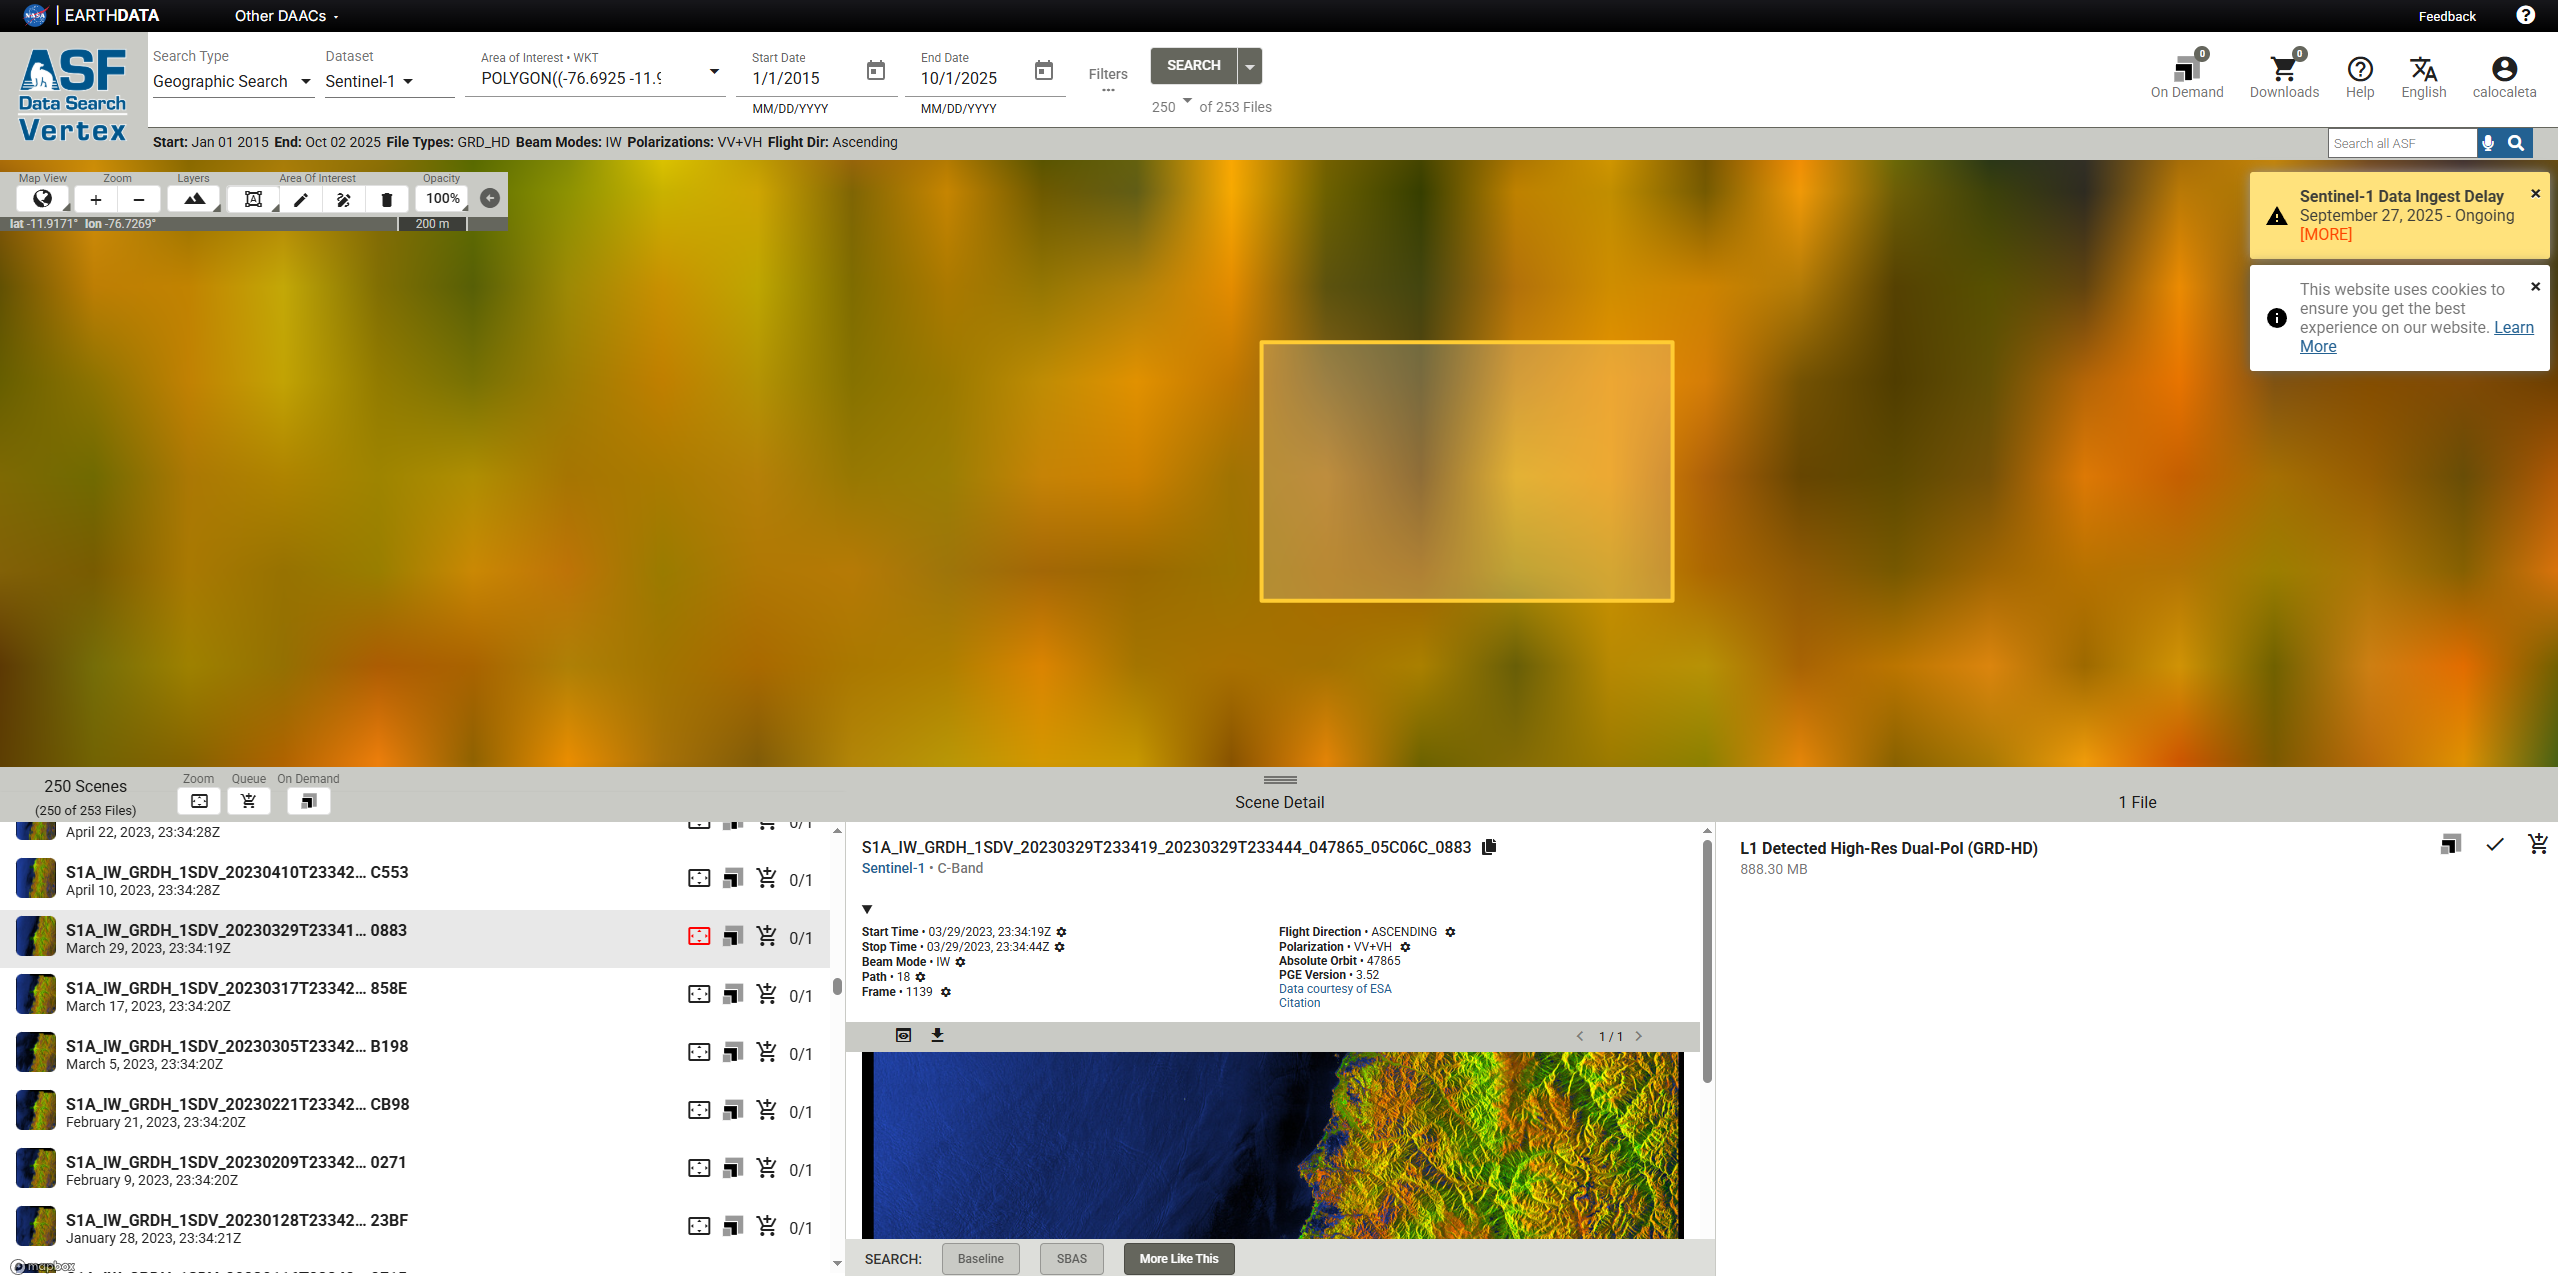 NASA | EARTHDATA
Other DAACs
Feedback
ASF
Data Search
Vertex
Search Type
Geographic Search
Dataset
Sentinel-1
Area of Interest • WKT
POLYGON((-76.6925 -11.9
Start Date
1/1/2015
MM/DD/YYYY
End Date
10/1/2025
MM/DD/YYYY
Filters
SEARCH
250 of 253 Files
0
On Demand
0
Downloads
Help
English
calocaleta
Start: Jan 01 2015 End: Oct 02 2025 File Types: GRD_HD Beam Modes: IW Polarizations: VV+VH Flight Dir: Ascending
Search all ASF
Map View
Zoom
Layers
Area Of Interest
Opacity
100%
lat -11.9171° lon -76.7269°
200 m
Sentinel-1 Data Ingest Delay
September 27, 2025 - Ongoing
[MORE]
This website uses cookies to
ensure you get the best
experience on our website. Learn
More
250 Scenes
(250 of 253 Files)
Zoom
Queue
On Demand
Scene Detail
1 File
April 22, 2023, 23:34:28Z
0/1
S1A_IW_GRDH_1SDV_20230410T23342... C553
April 10, 2023, 23:34:28Z
0/1
S1A_IW_GRDH_1SDV_20230329T23341... 0883
March 29, 2023, 23:34:19Z
0/1
S1A_IW_GRDH_1SDV_20230317T23342... 858E
March 17, 2023, 23:34:20Z
0/1
S1A_IW_GRDH_1SDV_20230305T23342... B198
March 5, 2023, 23:34:20Z
0/1
S1A_IW_GRDH_1SDV_20230221T23342... CB98
February 21, 2023, 23:34:20Z
0/1
S1A_IW_GRDH_1SDV_20230209T23342... 0271
February 9, 2023, 23:34:20Z
0/1
S1A_IW_GRDH_1SDV_20230128T23342... 23BF
January 28, 2023, 23:34:21Z
0/1
mapbox
S1A_IW_GRDH_1SDV_20230329T233419_20230329T233444_047865_05C06C_0883
Sentinel-1 • C-Band
Start Time • 03/29/2023, 23:34:19Z
Stop Time • 03/29/2023, 23:34:44Z
Beam Mode • IW
Path • 18
Frame • 1139
Flight Direction • ASCENDING
Polarization • VV+VH
Absolute Orbit • 47865
PGE Version • 3.52
Data courtesy of ESA
Citation
1 / 1
SEARCH:
Baseline
SBAS
More Like This
L1 Detected High-Res Dual-Pol (GRD-HD)
888.30 MB